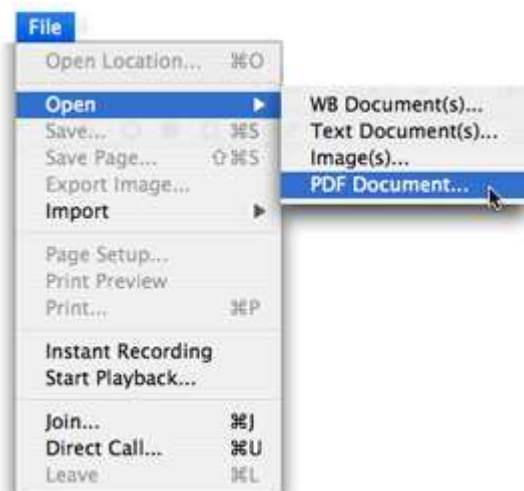 File
Open Location... ⌘O
Open
Save... ⌘S
Save Page... ⇧⌘S
Export Image...
Import
Page Setup...
Print Preview
Print... ⌘P
Instant Recording
Start Playback...
Join... ⌘J
Direct Call... ⌘U
Leave ⌘L
WB Document(s)...
Text Document(s)...
Image(s)...
PDF Document...